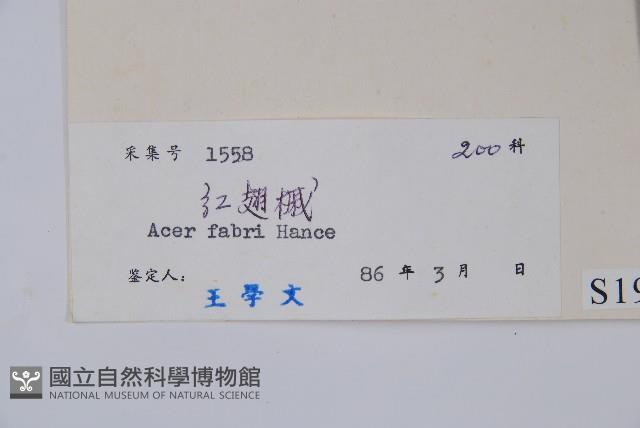 采集号 1558 200 科
红翅槭
Acer fabri Hance
鉴定人:
王學文
86 年 3 月 日
S19
國立自然科學博物館
NATIONAL MUSEUM OF NATURAL SCIENCE